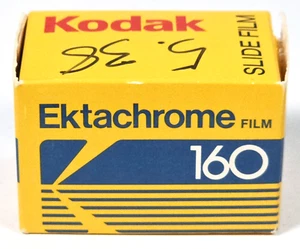 Kodak
5.38
SLIDE FILM
Ektachrome FILM
160